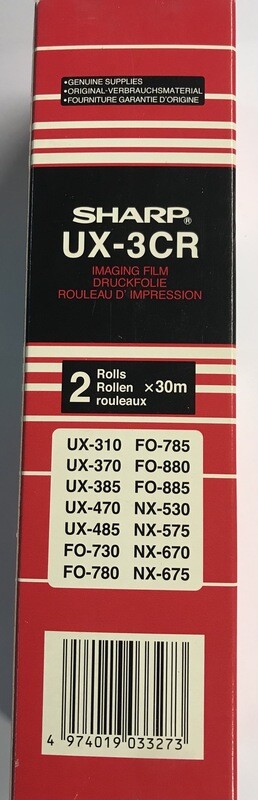 •GENUINE SUPPLIES
•ORIGINAL-VERBRAUCHSMATERIAL
•FOURNITURE GARANTIE D'ORIGINE
SHARP®
UX-3CR
IMAGING FILM
DRUCKFOLIE
ROULEAU D' IMPRESSION
2 Rolls Rollen rouleaux ×30m
UX-310 FO-785
UX-370 FO-880
UX-385 FO-885
UX-470 NX-530
UX-485 NX-575
FO-730 NX-670
FO-780 NX-675
4 974019 033273